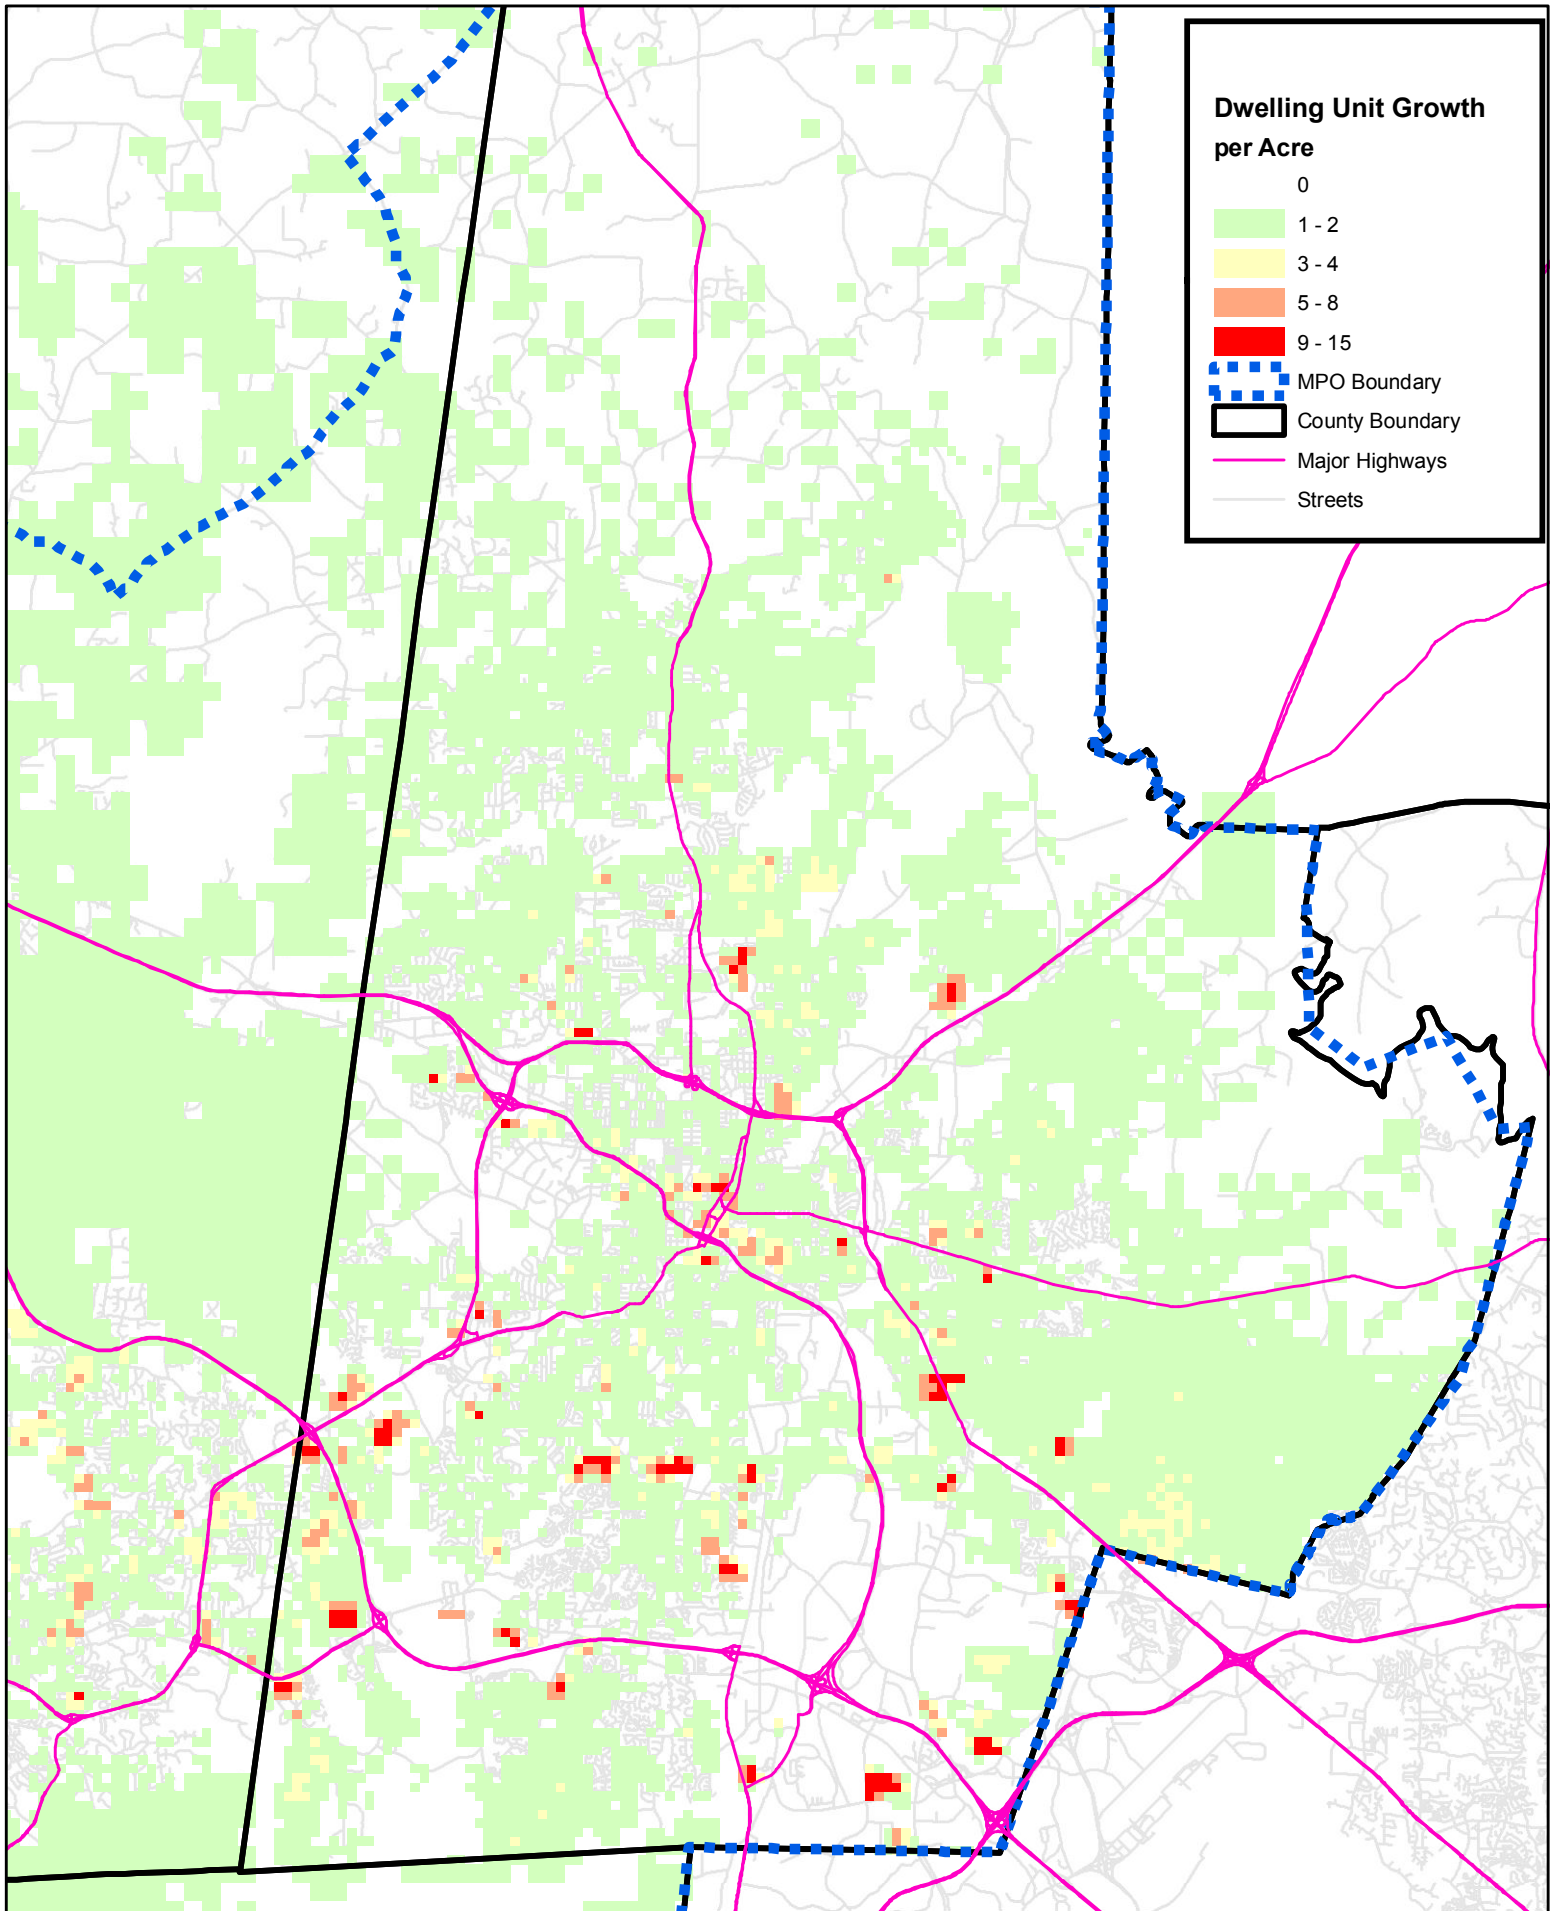 Dwelling Unit Growth
per Acre
0
1 - 2
3 - 4
5 - 8
9 - 15
MPO Boundary
County Boundary
Major Highways
Streets